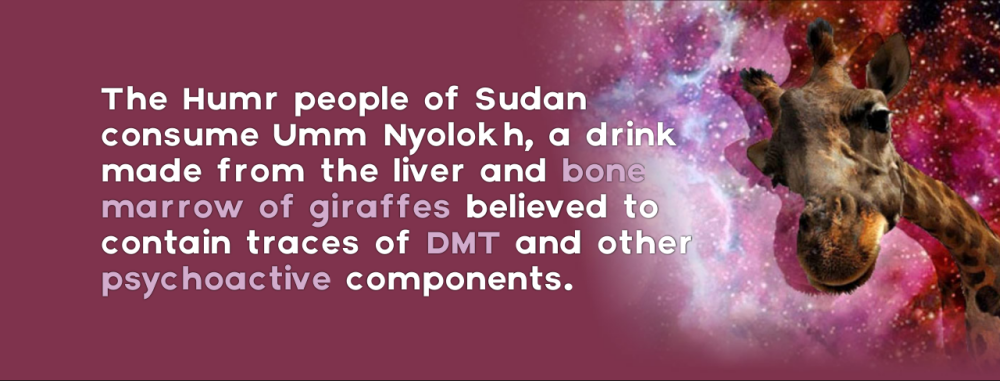 The Humr people of Sudan
consume Umm Nyolokh, a drink
made from the liver and bone
marrow of giraffes believed to
contain traces of DMT and other
psychoactive components.